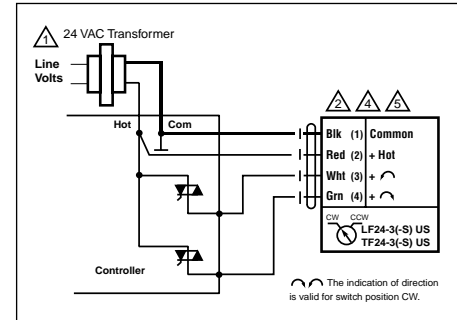 1 24 VAC Transformer
Line
Volts
Hot Com
2 4 5
Blk (1) Common
Red (2) + Hot
Wht (3) +
Grn (4) +
CW CCW
LF24-3(-S) US
TF24-3(-S) US
Controller
The indication of direction
is valid for switch position CW.